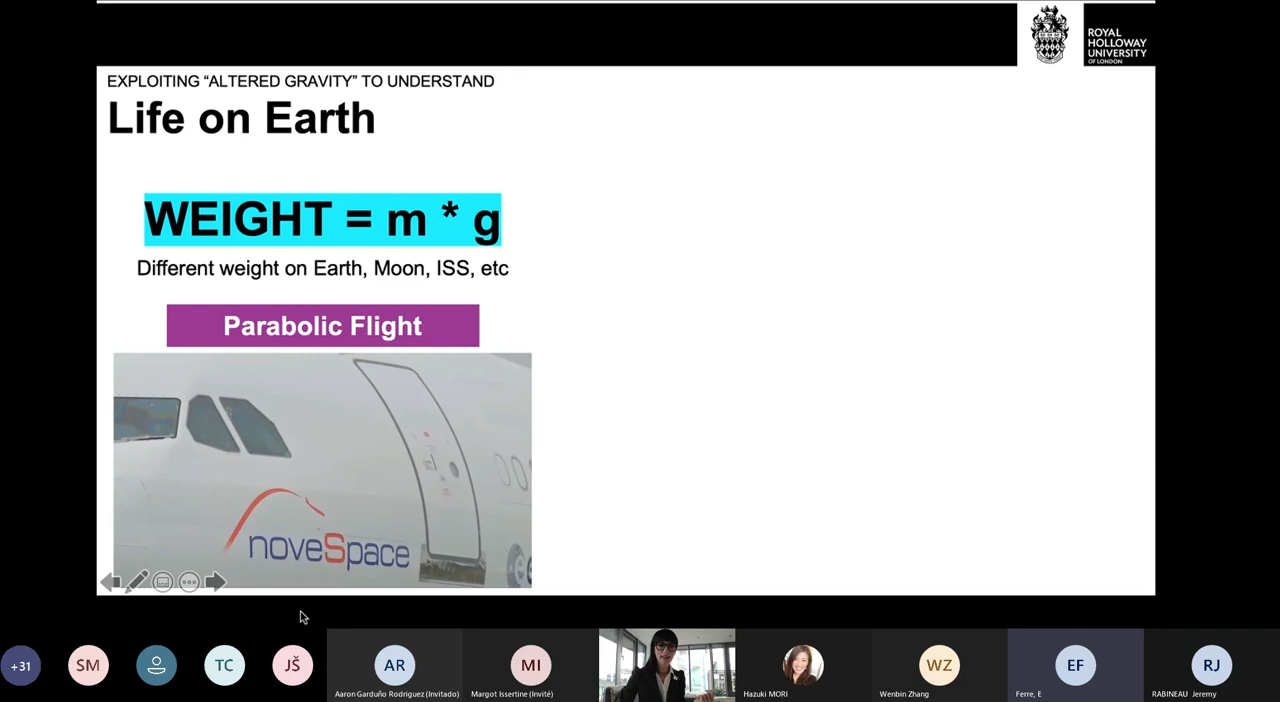 ROYAL
HOLLOWAY
UNIVERSITY
OF LONDON
EXPLOITING “ALTERED GRAVITY” TO UNDERSTAND
Life on Earth
WEIGHT = m * g
Different weight on Earth, Moon, ISS, etc
Parabolic Flight
noveSpace
+31
SM
TC
JŠ
AR
Aaron Garduño Rodriguez (Invitado)
MI
Margot Issertine (Invité)
Hazuki MORI
WZ
Wenbin Zhang
EF
Ferre, E
RJ
RABINEAU Jeremy